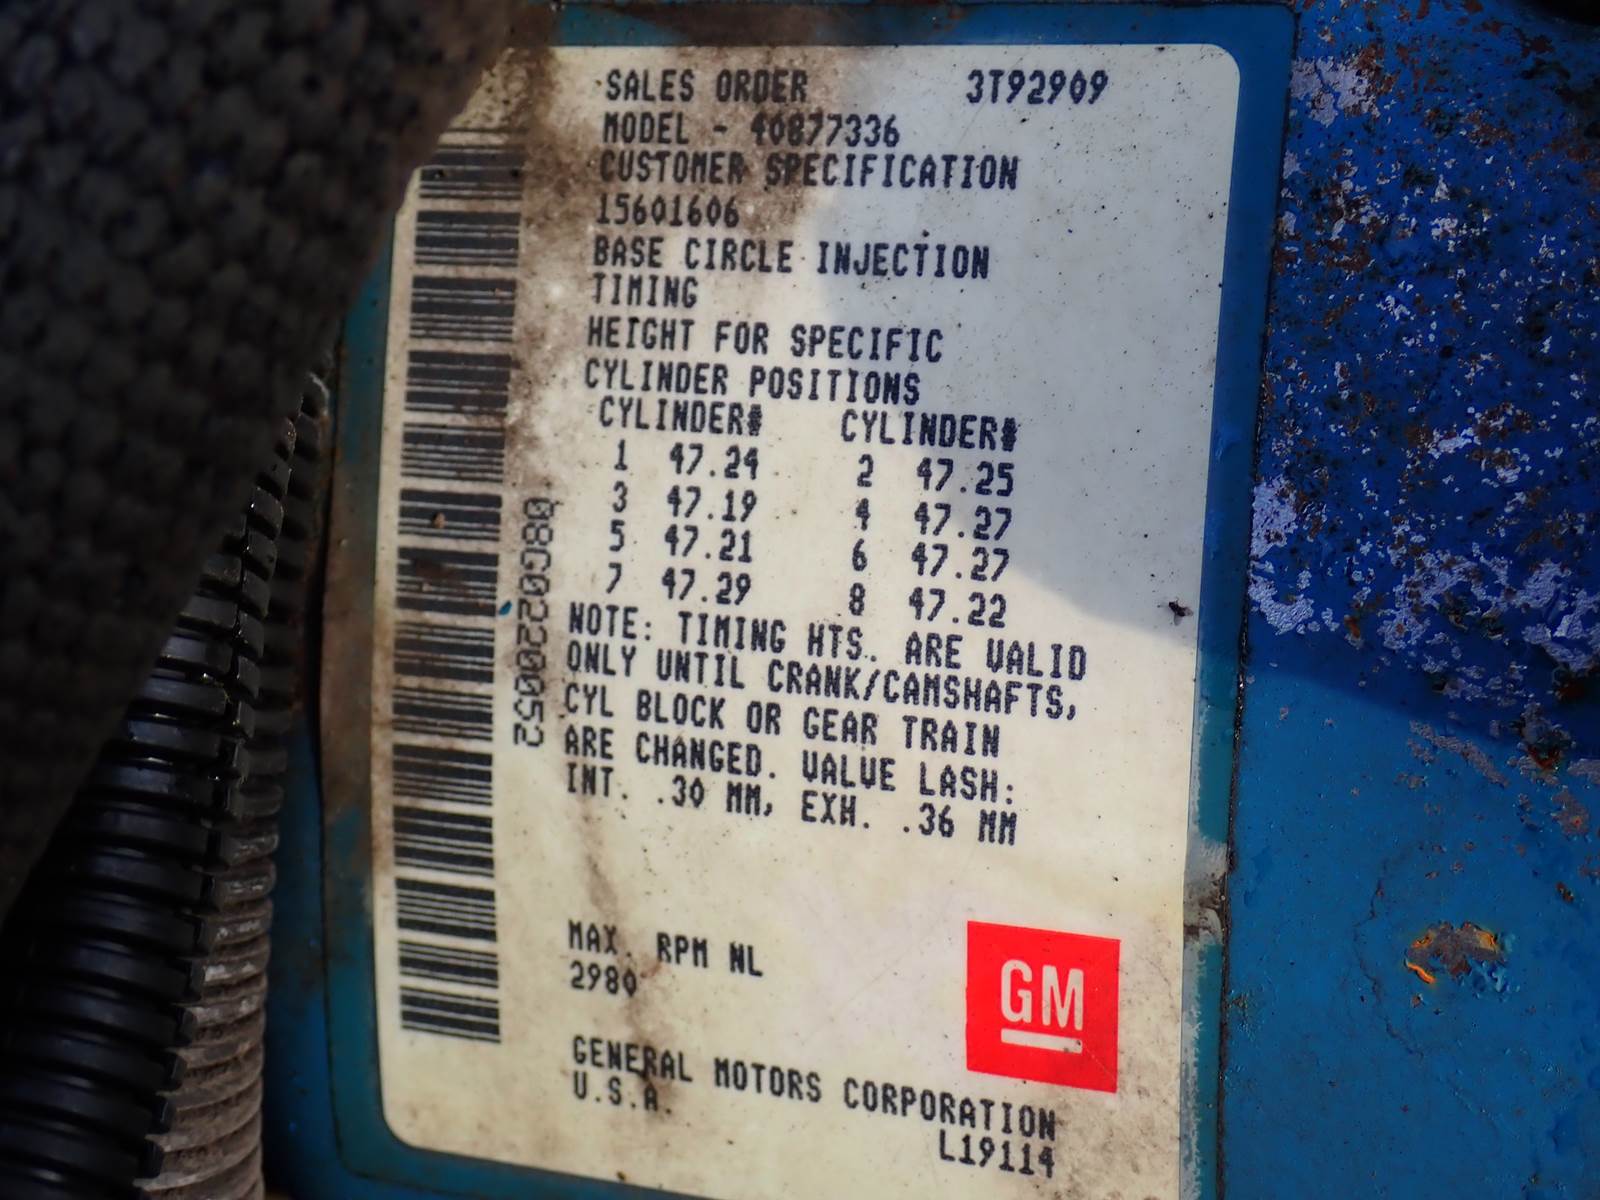 SALES ORDER 3T92909
MODEL - 40877336
CUSTOMER SPECIFICATION
15601606
BASE CIRCLE INJECTION
TIMING
HEIGHT FOR SPECIFIC
CYLINDER POSITIONS
CYLINDER# CYLINDER#
1 47.24 2 47.25
3 47.19 4 47.27
5 47.21 6 47.27
7 47.29 8 47.22
NOTE: TIMING HTS. ARE VALID
ONLY UNTIL CRANK/CAMSHAFTS,
CYL BLOCK OR GEAR TRAIN
ARE CHANGED. VALVE LASH:
INT. .30 MM, EXH. .36 MM
08G0220052
MAX. RPM NL
2980
GM
GENERAL MOTORS CORPORATION
U.S.A.
L19114